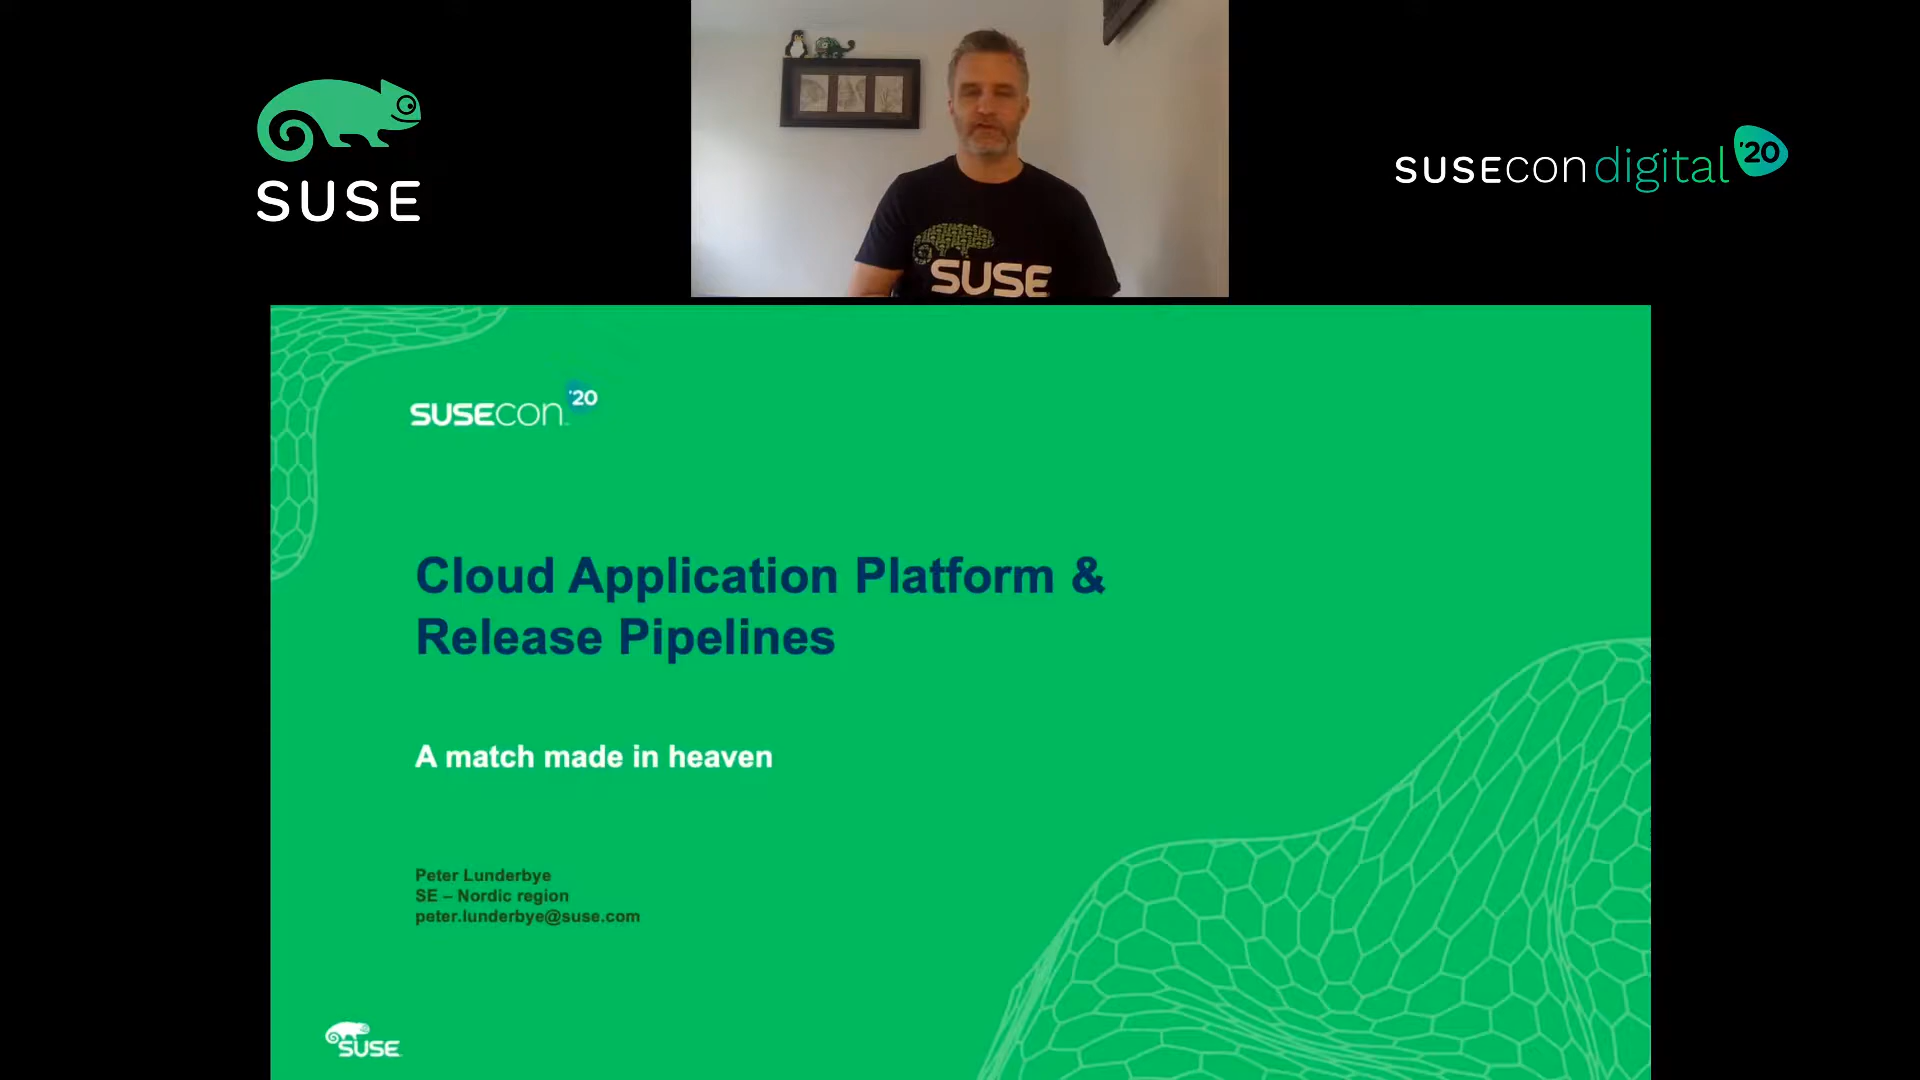 SUSE
SUSE
SUSEcon digital '20
SUSEcon '20
Cloud Application Platform &
Release Pipelines
A match made in heaven
Peter Lunderbye
SE – Nordic region
peter.lunderbye@suse.com
SUSE